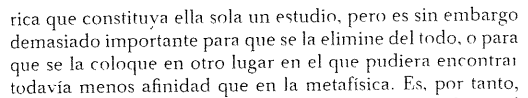 rica que constituya ella sola un estudio, pero es sin embargo
demasiado importante para que se la elimine del todo, o para
que se la coloque en otro lugar en el que pudiera encontrar
todavía menos afinidad que en la metafísica. Es, por tanto,